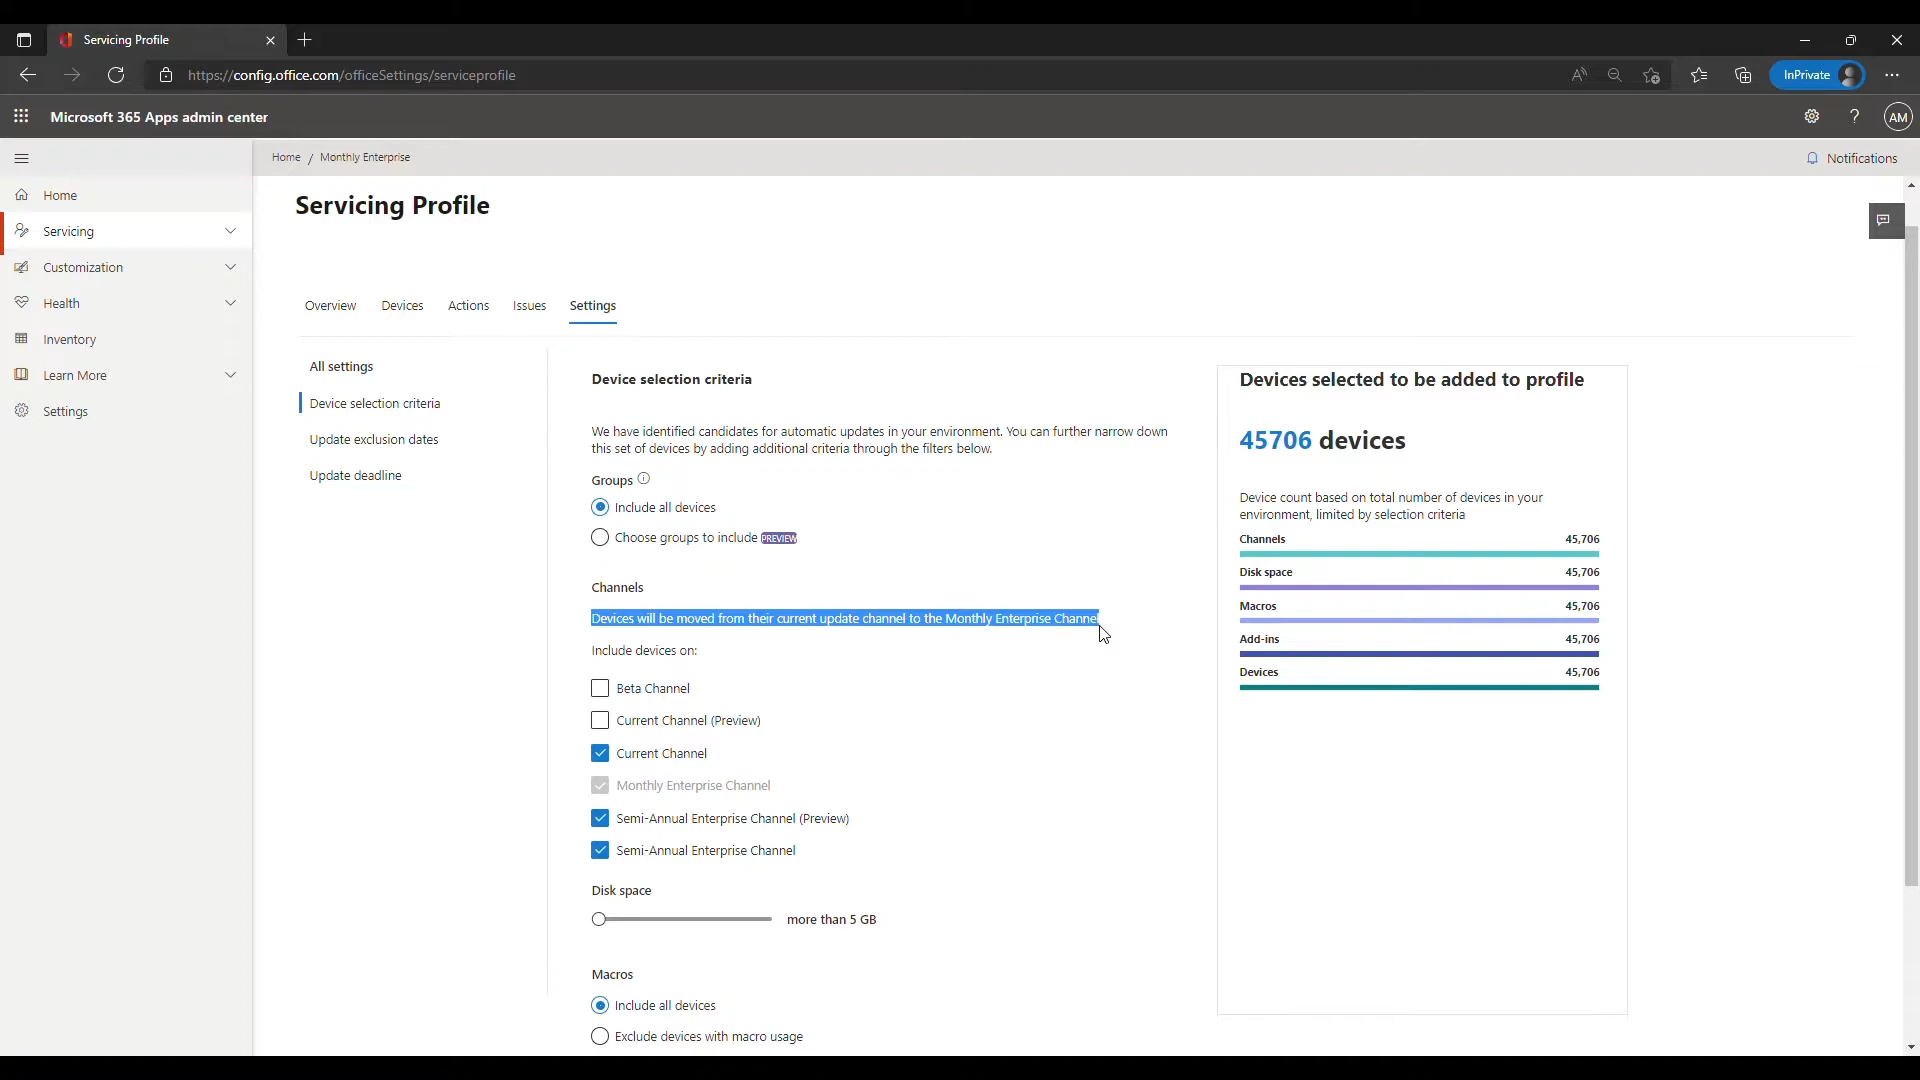 Servicing Profile
https://config.office.com/officeSettings/serviceprofile
InPrivate
Microsoft 365 Apps admin center
?
AM
Home / Monthly Enterprise
Notifications
Home
Servicing
Customization
Health
Inventory
Learn More
Settings
Servicing Profile
Overview
Devices
Actions
Issues
Settings
All settings
Device selection criteria
Update exclusion dates
Update deadline
Device selection criteria
We have identified candidates for automatic updates in your environment. You can further narrow down
this set of devices by adding additional criteria through the filters below.
Groups
Include all devices
Choose groups to include PREVIEW
Channels
Devices will be moved from their current update channel to the Monthly Enterprise Channel
Include devices on:
Beta Channel
Current Channel (Preview)
Current Channel
Monthly Enterprise Channel
Semi-Annual Enterprise Channel (Preview)
Semi-Annual Enterprise Channel
Disk space
more than 5 GB
Macros
Include all devices
Exclude devices with macro usage
Devices selected to be added to profile
45706 devices
Device count based on total number of devices in your
environment, limited by selection criteria
Channels 45,706
Disk space 45,706
Macros 45,706
Add-ins 45,706
Devices 45,706